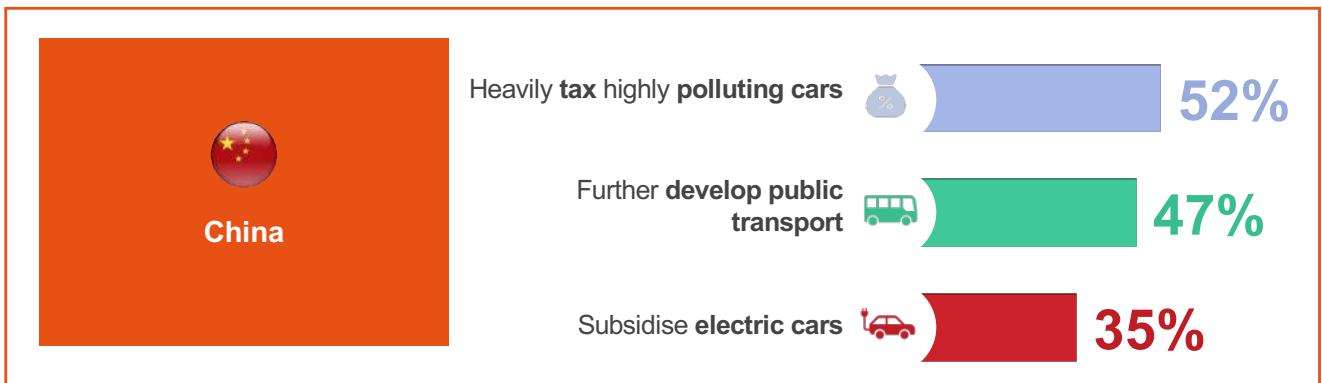 China
Heavily tax highly polluting cars
%
52%
Further develop public
transport
47%
Subsidise electric cars
35%